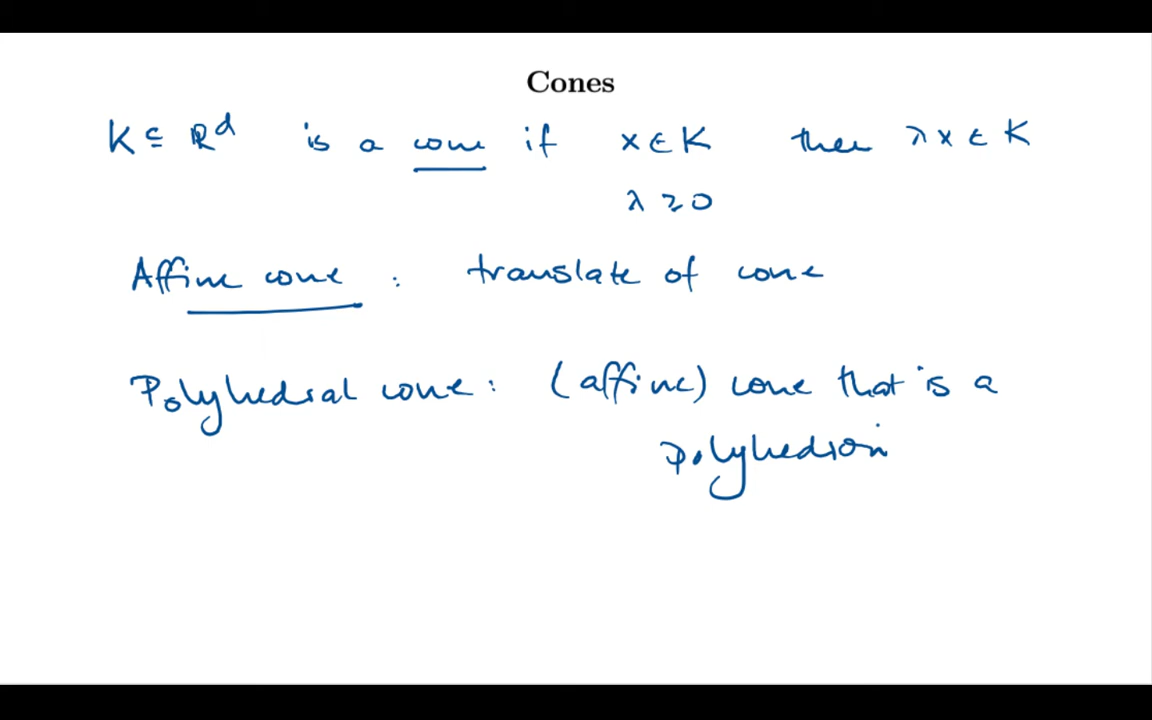 Cones
K ⊆ ℝᵈ is a cone if x ∈ K then λx ∈ K
λ ≥ 0
Affine cone : translate of cone
Polyhedral cone : (affine) cone that is a
polyhedron